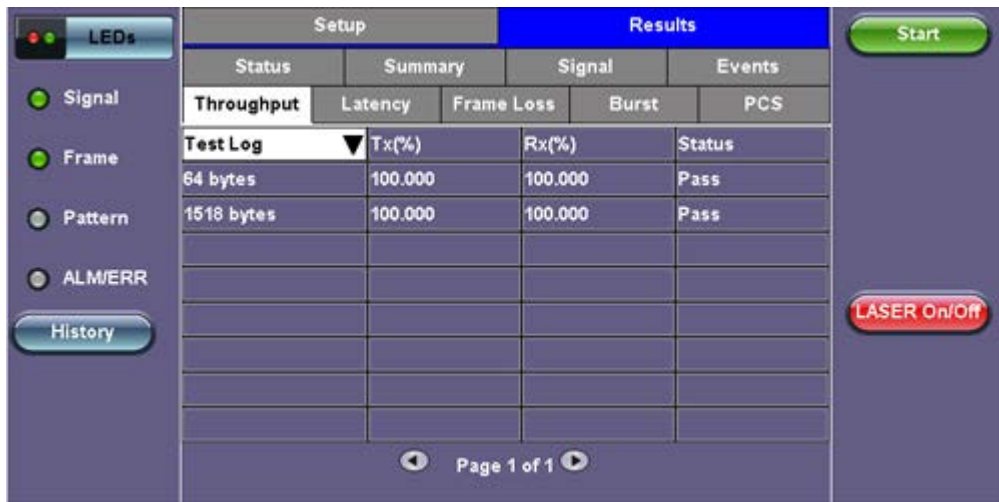 LEDs
Setup
Results
Start
Status
Summary
Signal
Events
Signal
Throughput
Latency
Frame Loss
Burst
PCS
Frame
Test Log
Tx(%)
Rx(%)
Status
64 bytes
100.000
100.000
Pass
Pattern
1518 bytes
100.000
100.000
Pass
ALM/ERR
History
LASER On/Off
Page 1 of 1